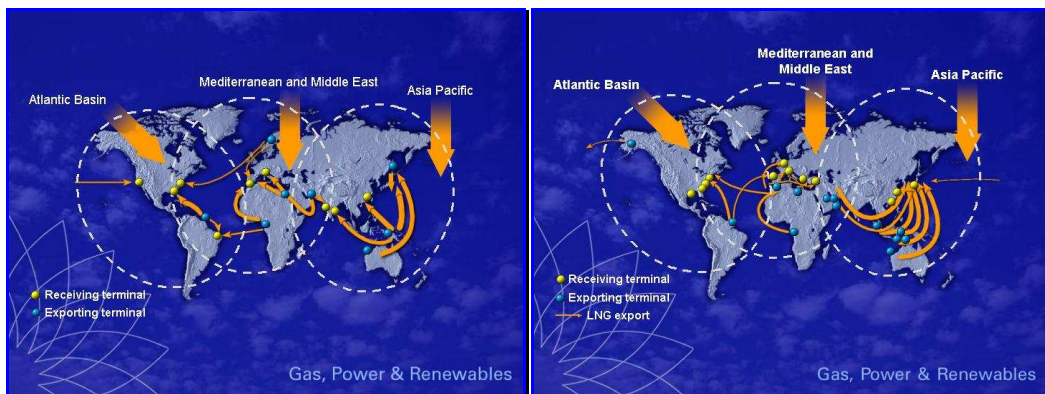 Mediterranean and Middle East
Asia Pacific
Atlantic Basin
Receiving terminal
Exporting terminal
Gas, Power & Renewables
Mediterranean and
Middle East
Asia Pacific
Atlantic Basin
Receiving terminal
Exporting terminal
LNG export
Gas, Power & Renewables